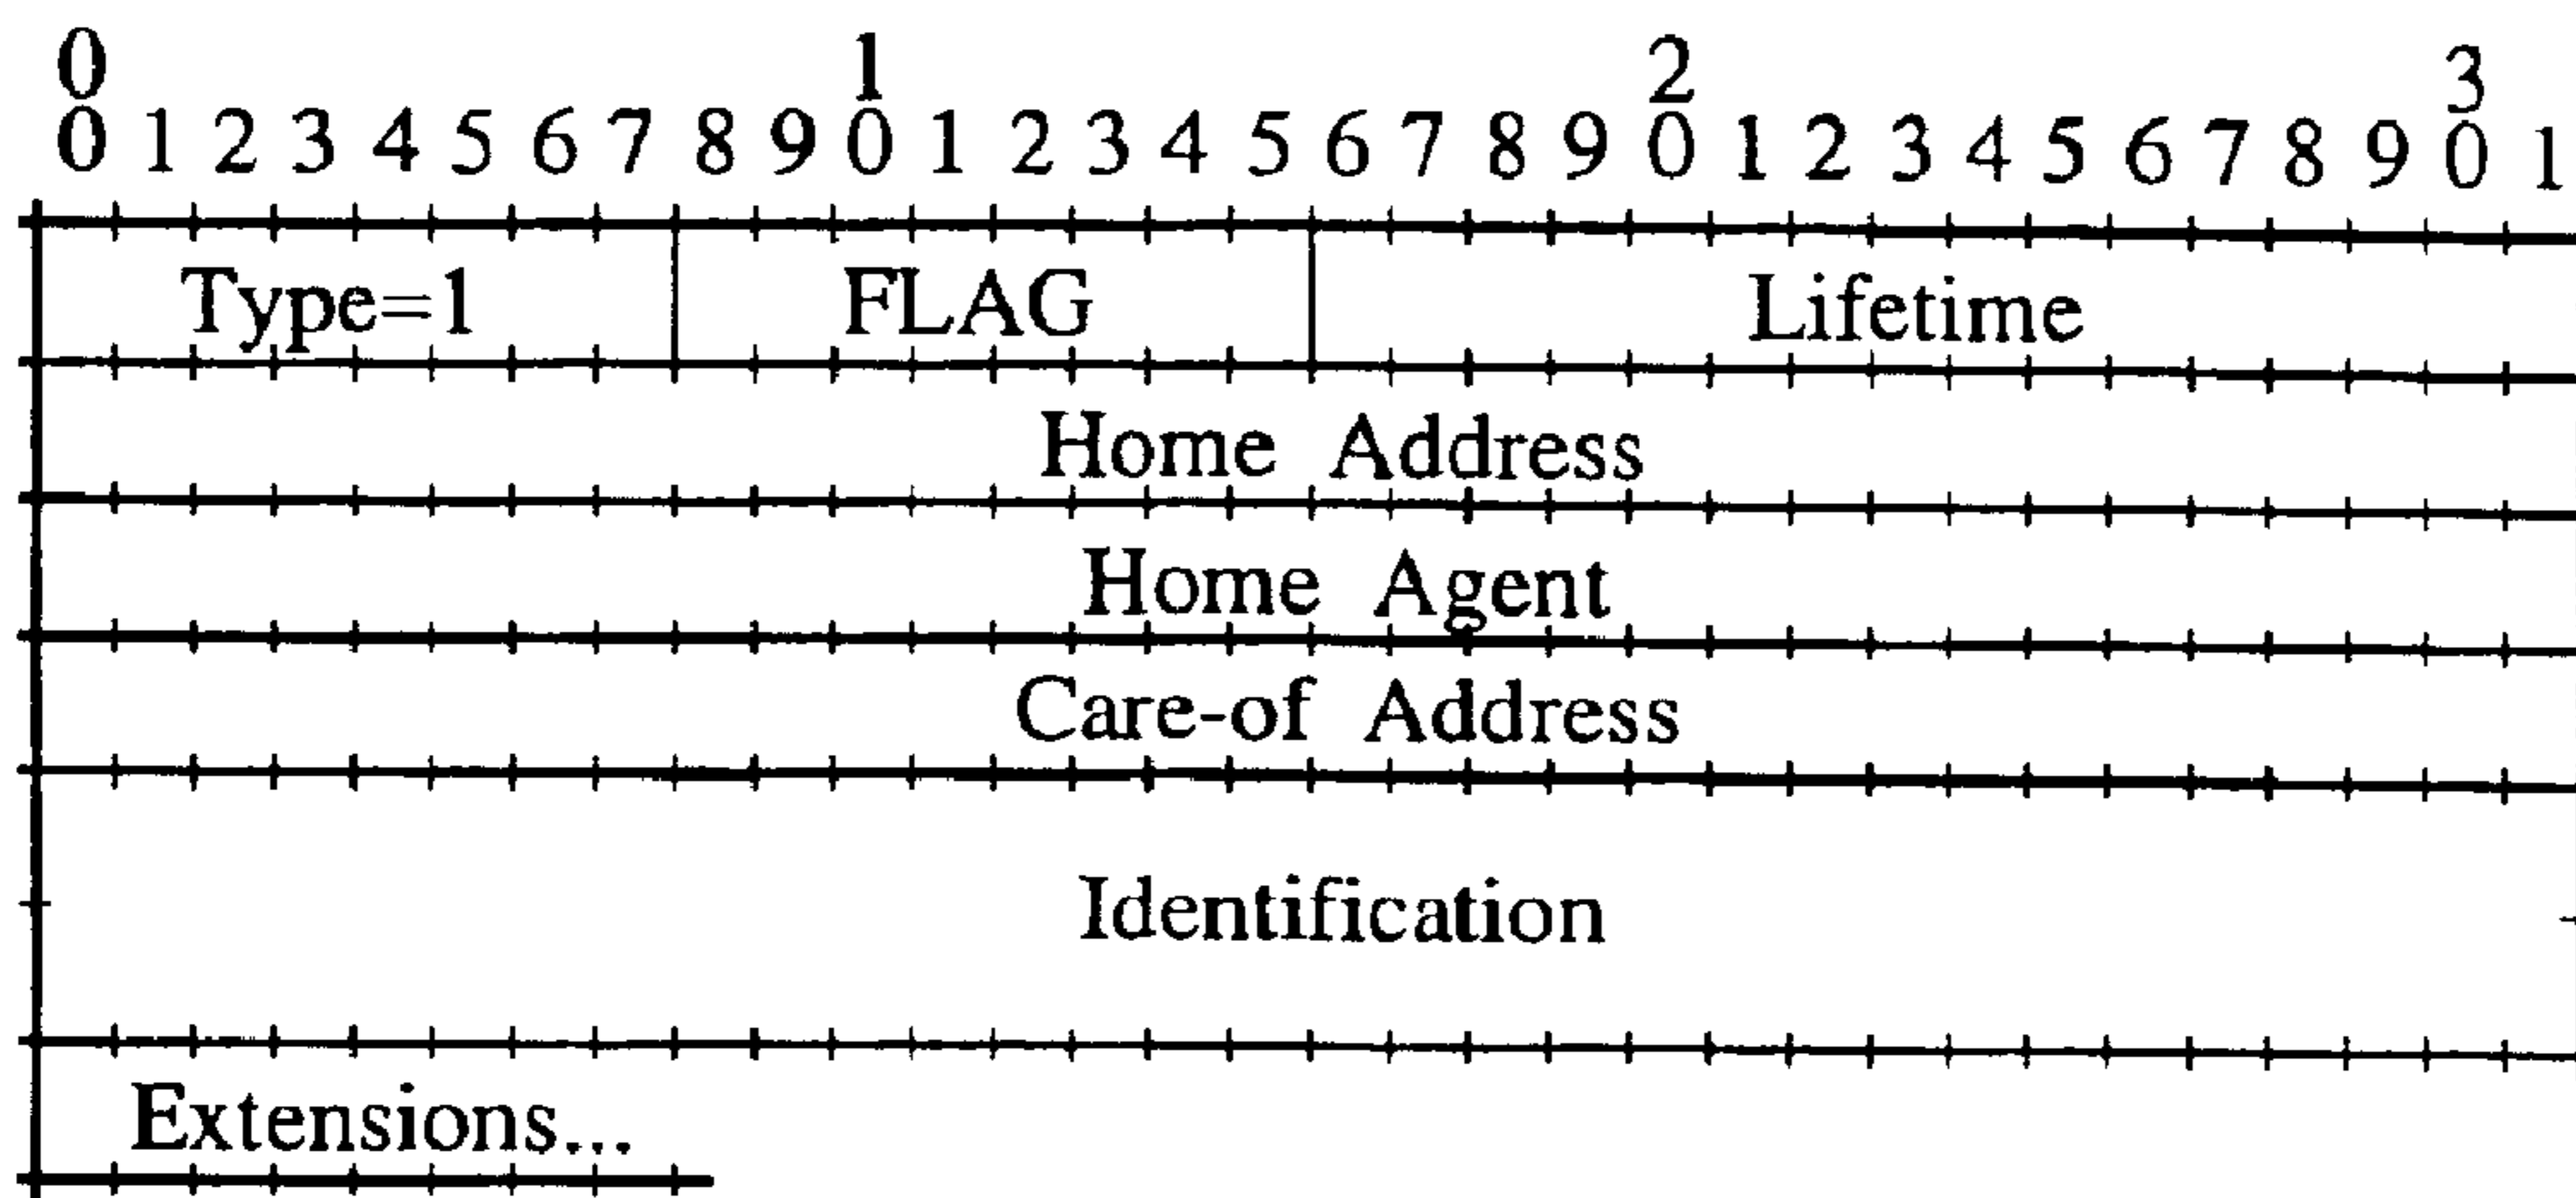 0 1 2 3
0 1 2 3 4 5 6 7 8 9 0 1 2 3 4 5 6 7 8 9 0 1 2 3 4 5 6 7 8 9 0 1
Type=1 FLAG Lifetime
Home Address
Home Agent
Care-of Address
Identification
Extensions...